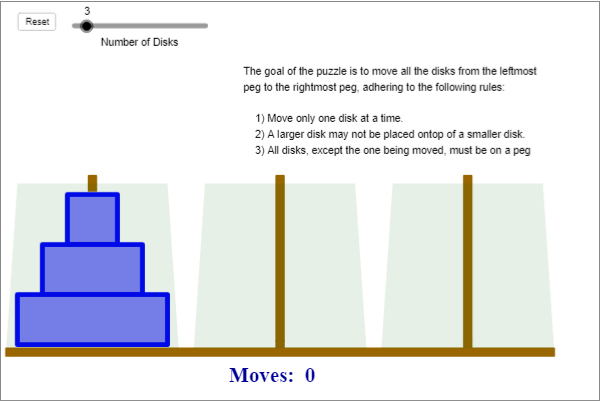 3
Reset
Number of Disks
The goal of the puzzle is to move all the disks from the leftmost
peg to the rightmost peg, adhering to the following rules:
1) Move only one disk at a time.
2) A larger disk may not be placed ontop of a smaller disk.
3) All disks, except the one being moved, must be on a peg
Moves: 0